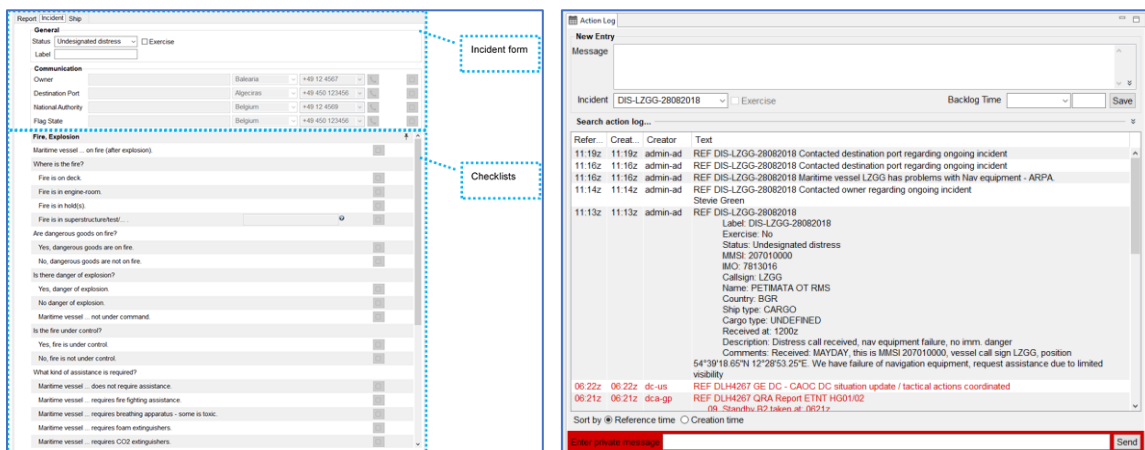 Report Incident Ship
General
Status Undesignated distress Exercise
Label
Communication
Owner Balearia +49 12 4567
Destination Port Algeciras +49 450 123456
National Authority Belgium +49 12 4569
Flag State Belgium +49 450 123456
Fire, Explosion
Maritime vessel ... on fire (after explosion).
Where is the fire?
Fire is on deck.
Fire is in engine-room.
Fire is in hold(s).
Fire is in superstructure/test/... .
Are dangerous goods on fire?
Yes, dangerous goods are on fire.
No, dangerous goods are not on fire.
Is there danger of explosion?
Yes, danger of explosion.
No danger of explosion.
Maritime vessel ... not under command.
Is the fire under control?
Yes, fire is under control.
No, fire is not under control.
What kind of assistance is required?
Maritime vessel ... does not require assistance.
Maritime vessel ... requires fire fighting assistance.
Maritime vessel ... requires breathing apparatus - some is toxic.
Maritime vessel ... requires foam extinguishers.
Maritime vessel ... requires CO2 extinguishers.
Incident form
Checklists
Action Log
New Entry
Message
Incident DIS-LZGG-28082018 Exercise Backlog Time Save
Search action log...
Refer... Creat... Creator Text
11:19z 11:19z admin-ad REF DIS-LZGG-28082018 Contacted destination port regarding ongoing incident
11:16z 11:16z admin-ad REF DIS-LZGG-28082018 Contacted destination port regarding ongoing incident
11:16z 11:16z admin-ad REF DIS-LZGG-28082018 Maritime vessel LZGG has problems with Nav equipment - ARPA.
11:14z 11:14z admin-ad REF DIS-LZGG-28082018 Contacted owner regarding ongoing incident
Stevie Green
11:13z 11:13z admin-ad REF DIS-LZGG-28082018
Label: DIS-LZGG-28082018
Exercise: No
Status: Undesignated distress
MMSI: 207010000
IMO: 7813016
Callsign: LZGG
Name: PETIMATA OT RMS
Country: BGR
Ship type: CARGO
Cargo type: UNDEFINED
Received at: 1200z
Description: Distress call received, nav equipment failure, no imm. danger
Comments: Received: MAYDAY, this is MMSI 207010000, vessel call sign LZGG, position
54°39'18.65"N 12°28'53.25"E. We have failure of navigation equipment, request assistance due to limited
visibility
06:22z 06:22z dc-us REF DLH4267 GE DC - CAOC DC situation update / tactical actions coordinated
06:21z 06:21z dca-gp REF DLH4267 QRA Report ETNT HG01/02
09. Standby B2 taken at: 0621z
Sort by Reference time Creation time
Enter private message Send